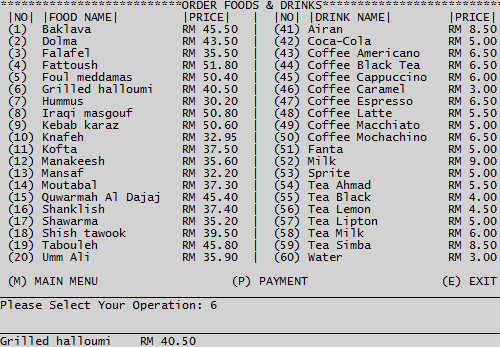 *************************ORDER FOODS & DRINKS*************************
|NO| |FOOD NAME| |PRICE| | |NO| |DRINK NAME| |PRICE|
(1) Baklava RM 45.50 | (41) Airan RM 8.50
(2) Dolma RM 43.50 | (42) Coca-Cola RM 5.00
(3) Falafel RM 35.50 | (43) Coffee Americano RM 6.50
(4) Fattoush RM 51.80 | (44) Coffee Black Tea RM 6.50
(5) Foul meddamas RM 50.40 | (45) Coffee Cappuccino RM 6.00
(6) Grilled halloumi RM 40.50 | (46) Coffee Caramel RM 3.00
(7) Hummus RM 30.20 | (47) Coffee Espresso RM 6.50
(8) Iraqi masgouf RM 50.80 | (48) Coffee Latte RM 5.50
(9) Kebab karaz RM 50.60 | (49) Coffee Macchiato RM 5.00
(10) Knafeh RM 32.95 | (50) Coffee Mochachino RM 6.50
(11) Kofta RM 37.50 | (51) Fanta RM 5.00
(12) Manakeesh RM 35.60 | (52) Milk RM 9.00
(13) Mansaf RM 32.20 | (53) Sprite RM 5.00
(14) Moutabal RM 37.30 | (54) Tea Ahmad RM 5.50
(15) Quwarmah Al Dajaj RM 45.40 | (55) Tea Black RM 4.00
(16) Shanklish RM 37.40 | (56) Tea Lemon RM 4.50
(17) Shawarma RM 35.20 | (57) Tea Lipton RM 5.00
(18) Shish tawook RM 39.50 | (58) Tea Milk RM 6.00
(19) Tabouleh RM 45.80 | (59) Tea Simba RM 8.50
(20) Umm Ali RM 35.90 | (60) Water RM 3.00
(M) MAIN MENU (P) PAYMENT (E) EXIT
Please Select Your Operation: 6
Grilled halloumi RM 40.50